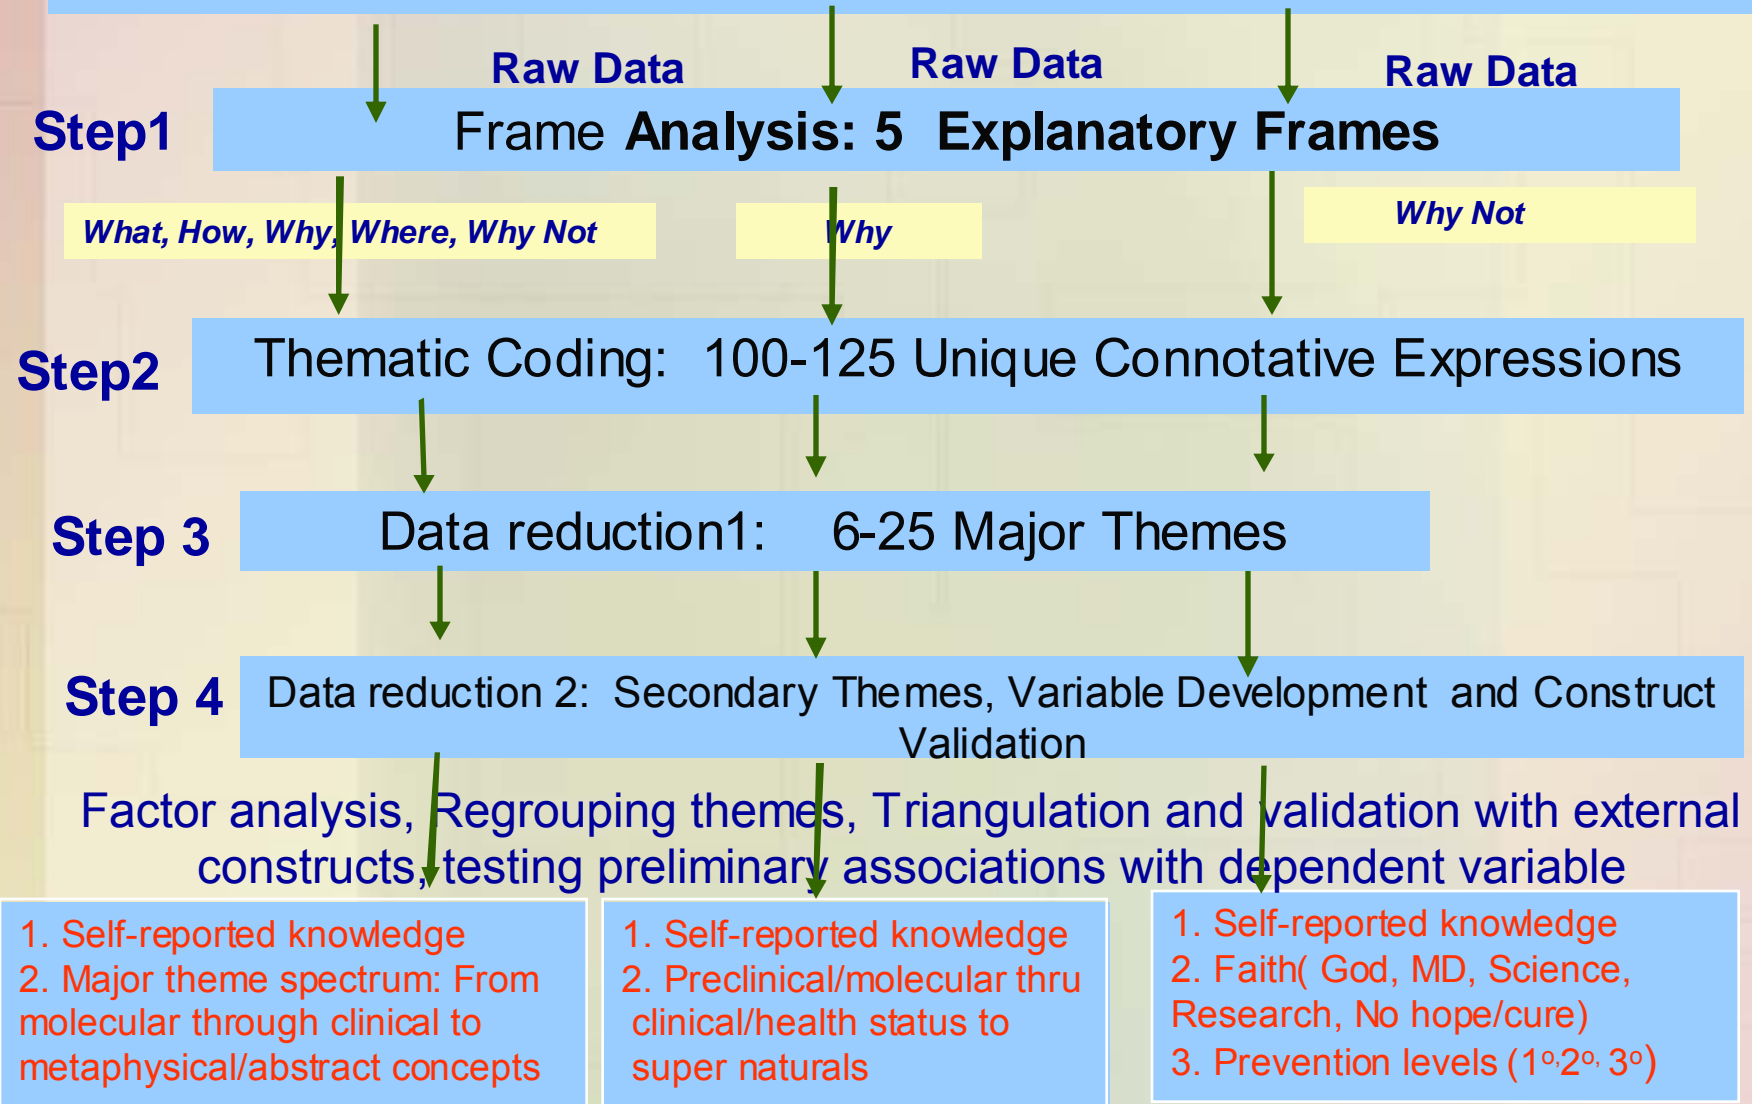 Raw Data
Raw Data
Raw Data
Step1
Frame Analysis: 5 Explanatory Frames
What, How, Why, Where, Why Not
Why
Why Not
Step2
Thematic Coding: 100-125 Unique Connotative Expressions
Step 3
Data reduction1: 6-25 Major Themes
Step 4
Data reduction 2: Secondary Themes, Variable Development and Construct
Validation
Factor analysis, Regrouping themes, Triangulation and validation with external
constructs, testing preliminary associations with dependent variable
1. Self-reported knowledge
2. Major theme spectrum: From
molecular through clinical to
metaphysical/abstract concepts
1. Self-reported knowledge
2. Preclinical/molecular thru
clinical/health status to
super naturals
1. Self-reported knowledge
2. Faith( God, MD, Science,
Research, No hope/cure)
3. Prevention levels (1º,2º, 3º)